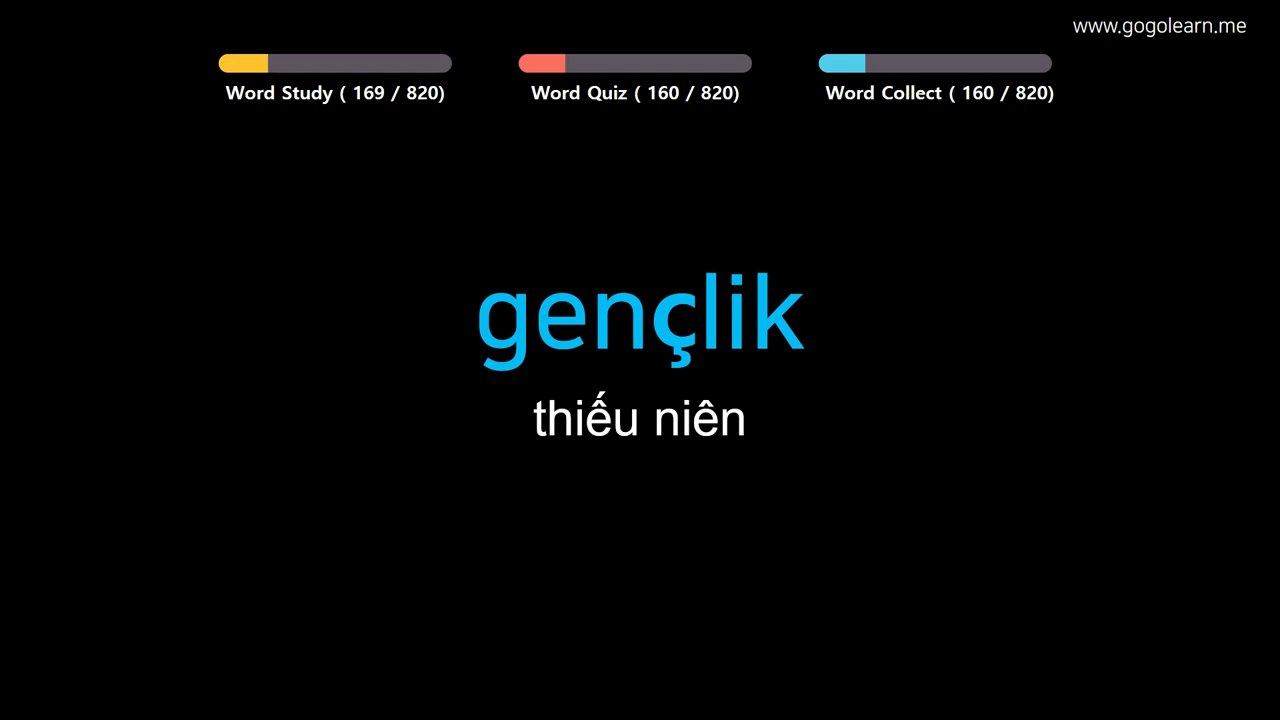 www.gogolearn.me
Word Study ( 169 / 820)
Word Quiz ( 160 / 820)
Word Collect ( 160 / 820)
gençlik
thiếu niên